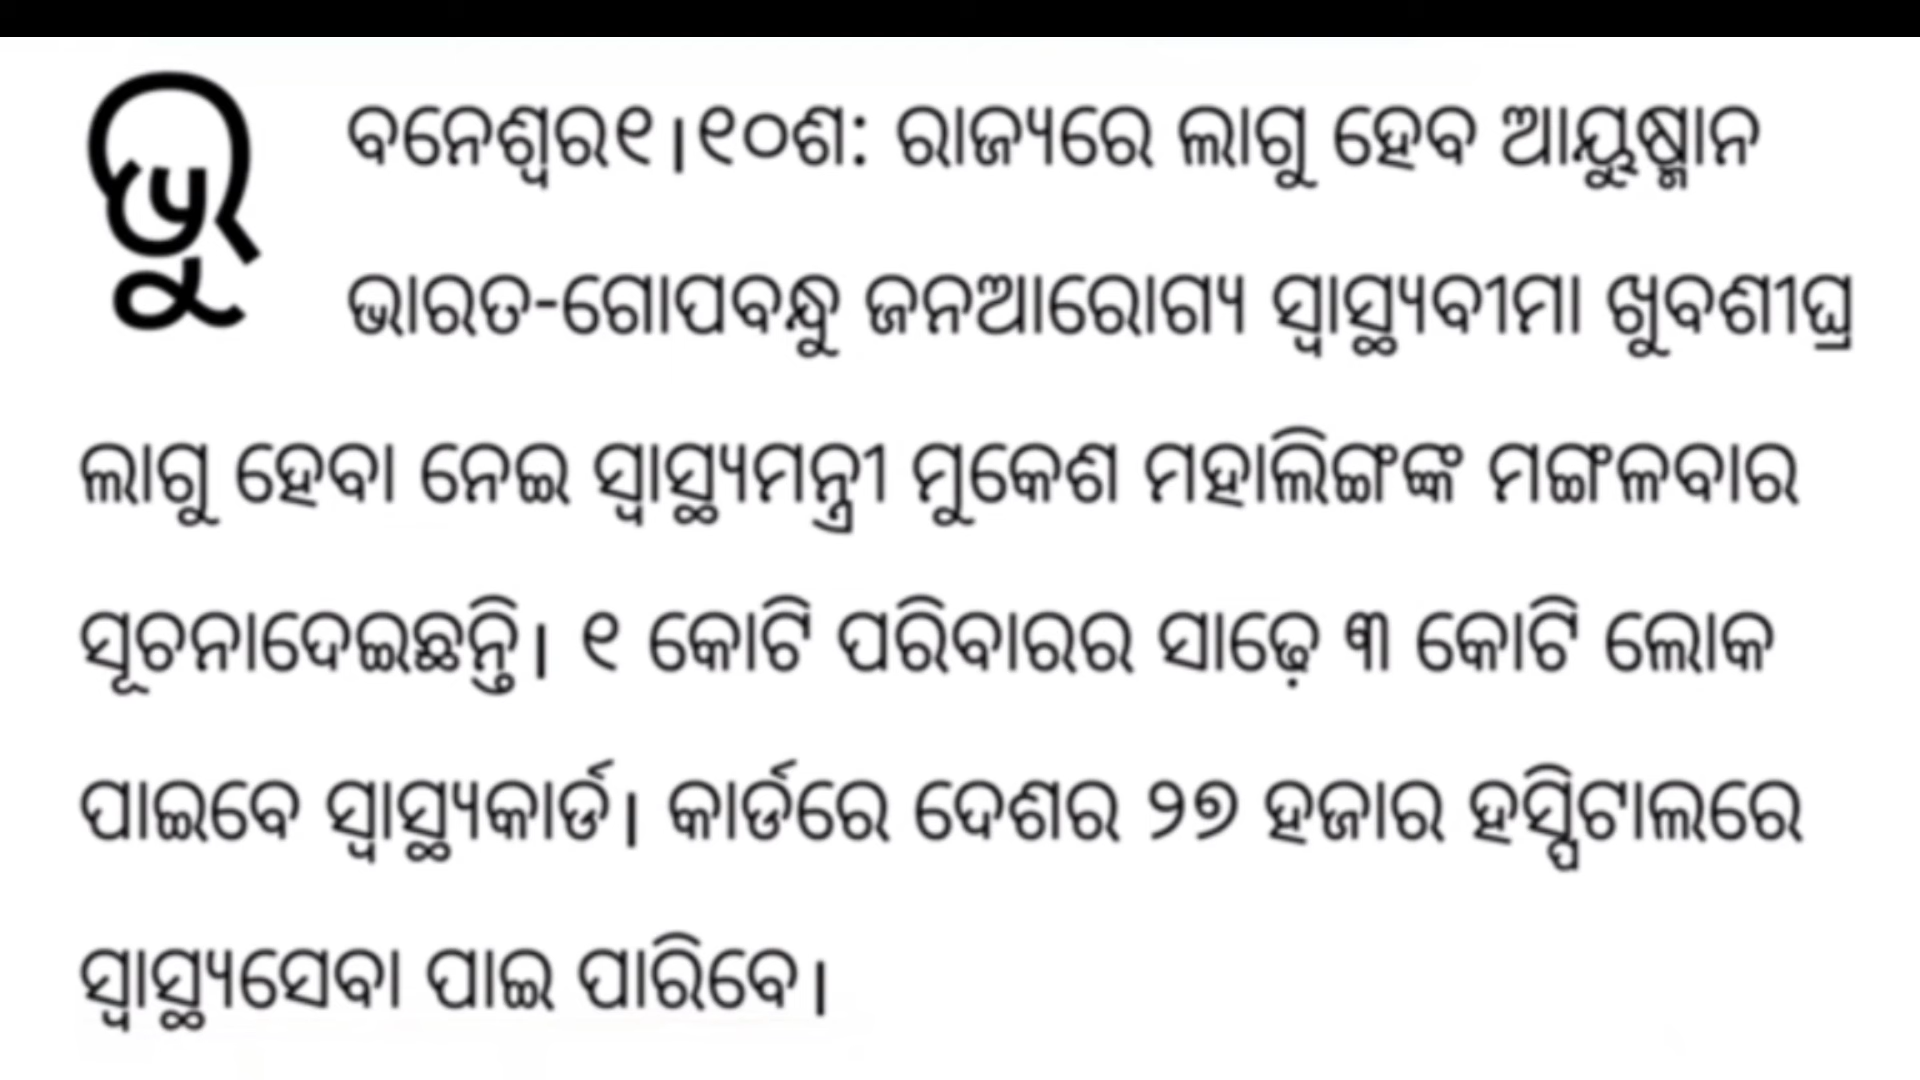 ଭୁବନେଶ୍ୱର୧।୧୦ଶ: ରାଜ୍ୟରେ ଲାଗୁ ହେବ ଆୟୁଷ୍ମାନ
ଭାରତ-ଗୋପବନ୍ଧୁ ଜନଆରୋଗ୍ୟ ସ୍ୱାସ୍ଥ୍ୟବୀମା ଖୁବଶୀଘ୍ର
ଲାଗୁ ହେବା ନେଇ ସ୍ୱାସ୍ଥ୍ୟମନ୍ତ୍ରୀ ମୁକେଶ ମହାଲିଙ୍ଗଙ୍କ ମଙ୍ଗଳବାର
ସୂଚନାଦେଇଛନ୍ତି। ୧ କୋଟି ପରିବାରର ସାଢ଼େ ୩ କୋଟି ଲୋକ
ପାଇବେ ସ୍ୱାସ୍ଥ୍ୟକାର୍ଡ। କାର୍ଡରେ ଦେଶର ୨୭ ହଜାର ହସ୍ପିଟାଲରେ
ସ୍ୱାସ୍ଥ୍ୟସେବା ପାଇ ପାରିବେ।